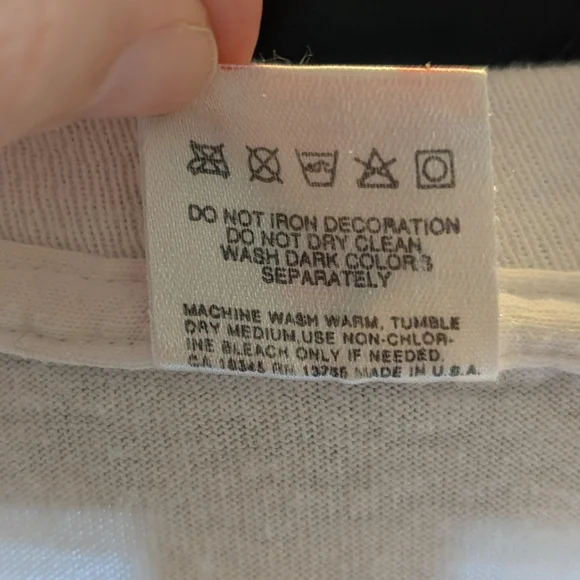 DO NOT IRON DECORATION
DO NOT DRY CLEAN
WASH DARK COLORS
SEPARATELY
MACHINE WASH WARM, TUMBLE
DRY MEDIUM,USE NON-CHLOR-
INE BLEACH ONLY IF NEEDED.
CA 18345 RN 13765 MADE IN U.S.A.